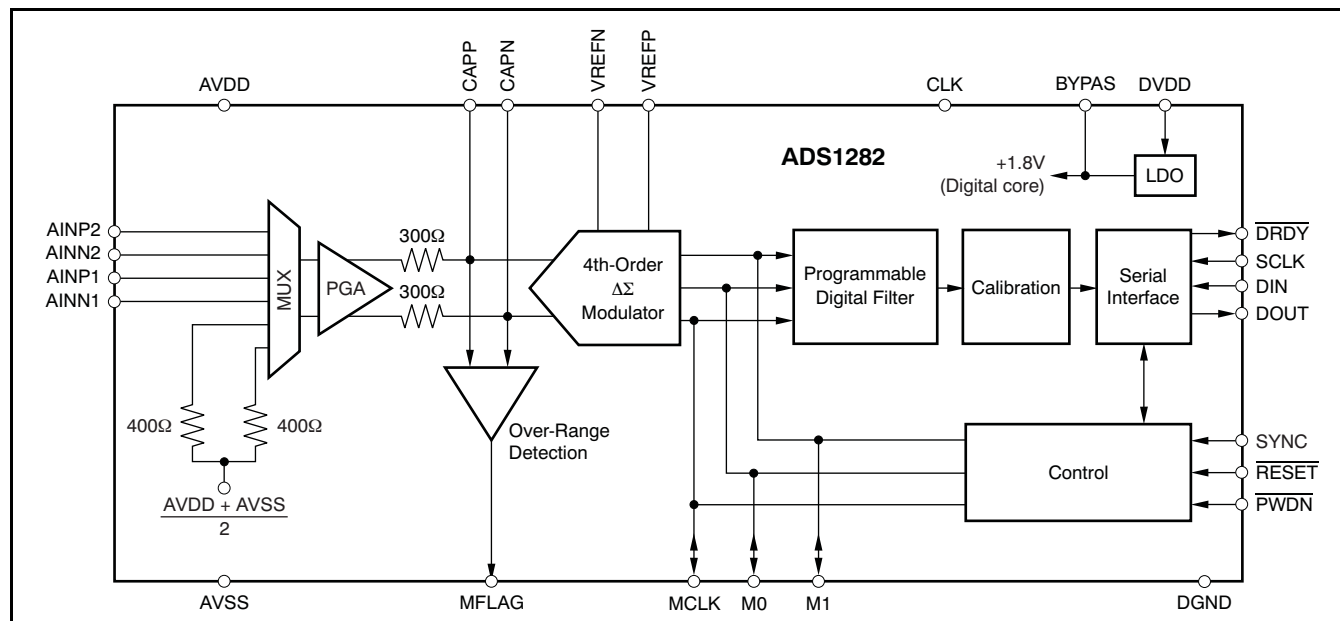 CAPP
CAPN
VREFN
VREFP
AVDD
CLK
BYPAS
DVDD
ADS1282
+1.8V
(Digital core)
LDO
AINP2
AINN2
AINP1
AINN1
MUX
PGA
300Ω
300Ω
4th-Order
ΔΣ
Modulator
Programmable
Digital Filter
Calibration
Serial
Interface
DRDY
SCLK
DIN
DOUT
400Ω
400Ω
Over-Range
Detection
AVDD + AVSS
2
Control
SYNC
RESET
PWDN
AVSS
MFLAG
MCLK
M0
M1
DGND